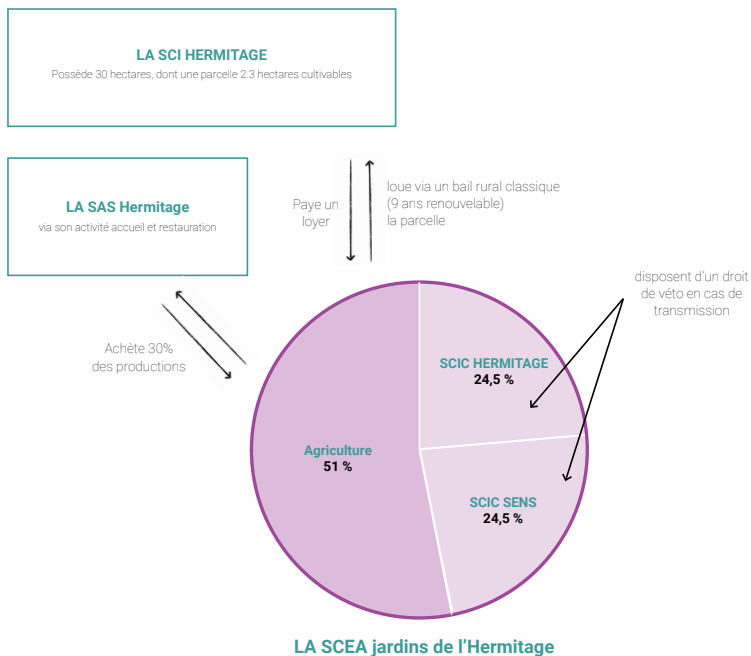 LA SCI HERMITAGE
Possède 30 hectares, dont une parcelle 2.3 hectares cultivables
LA SAS Hermitage
via son activité accueil et restauration
Paye un
loyer
loue via un bail rural classique
(9 ans renouvelable)
la parcelle
disposent d’un droit
de véto en cas de
transmission
Achète 30%
des productions
SCIC HERMITAGE
24,5 %
Agriculture
51 %
SCIC SENS
24,5 %
LA SCEA jardins de l’Hermitage